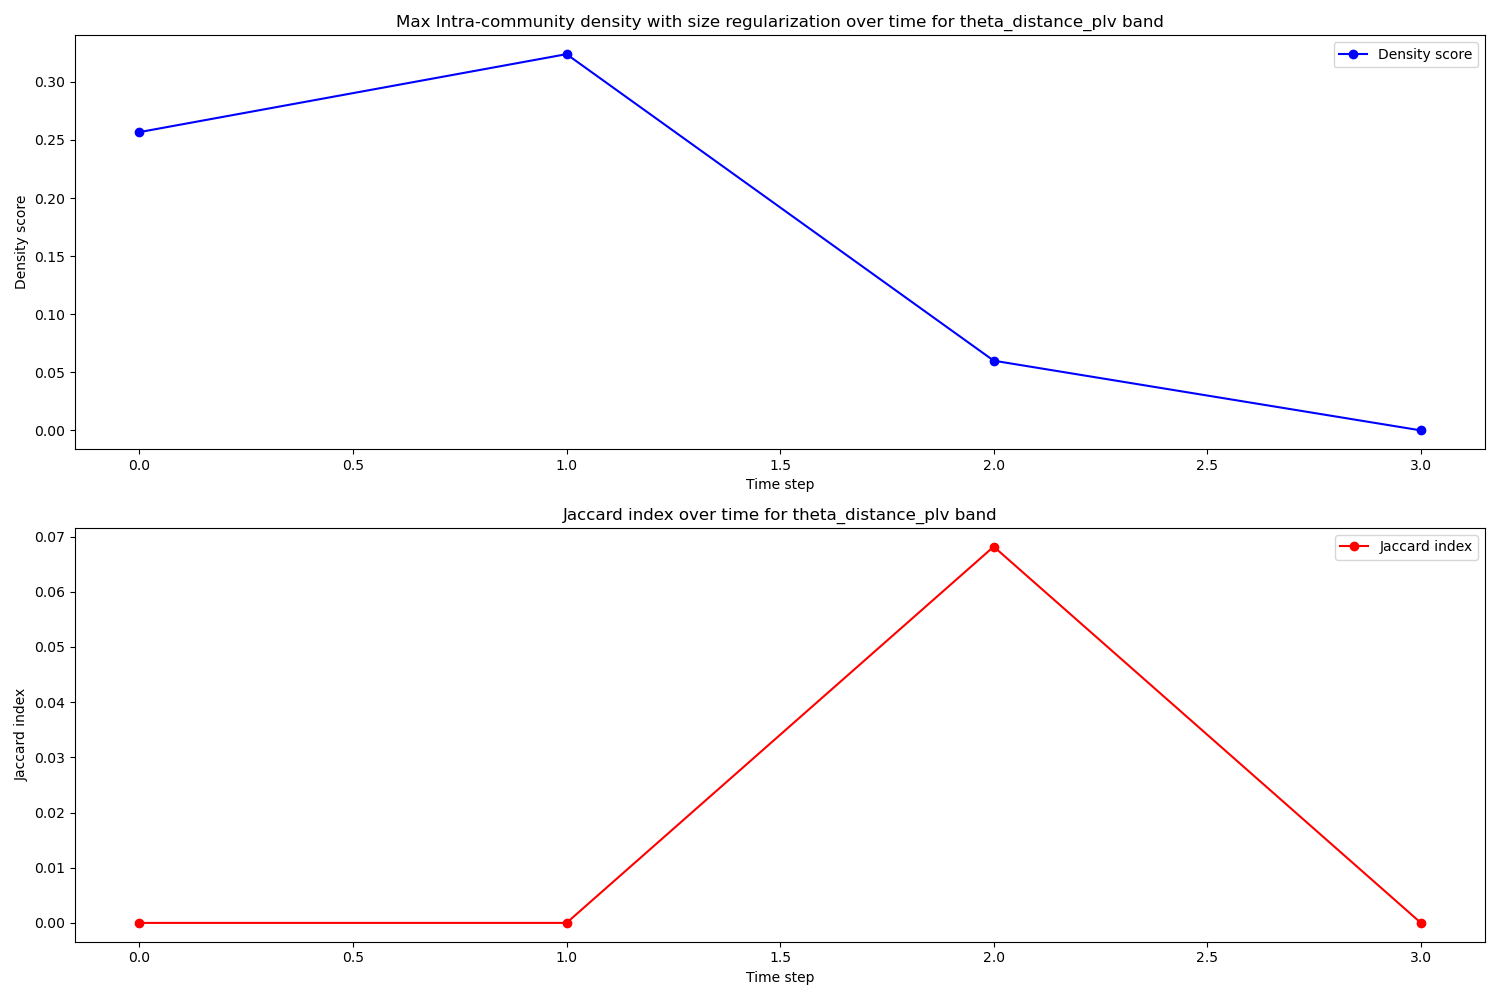 Max Intra-community density with size regularization over time for theta_distance_plv band
Density score
0.30
0.25
0.20
0.15
0.10
0.05
0.00
Density score
0.0 0.5 1.0 1.5 2.0 2.5 3.0
Time step
Jaccard index over time for theta_distance_plv band
Jaccard index
0.07
0.06
0.05
0.04
0.03
0.02
0.01
0.00
Jaccard index
0.0 0.5 1.0 1.5 2.0 2.5 3.0
Time step